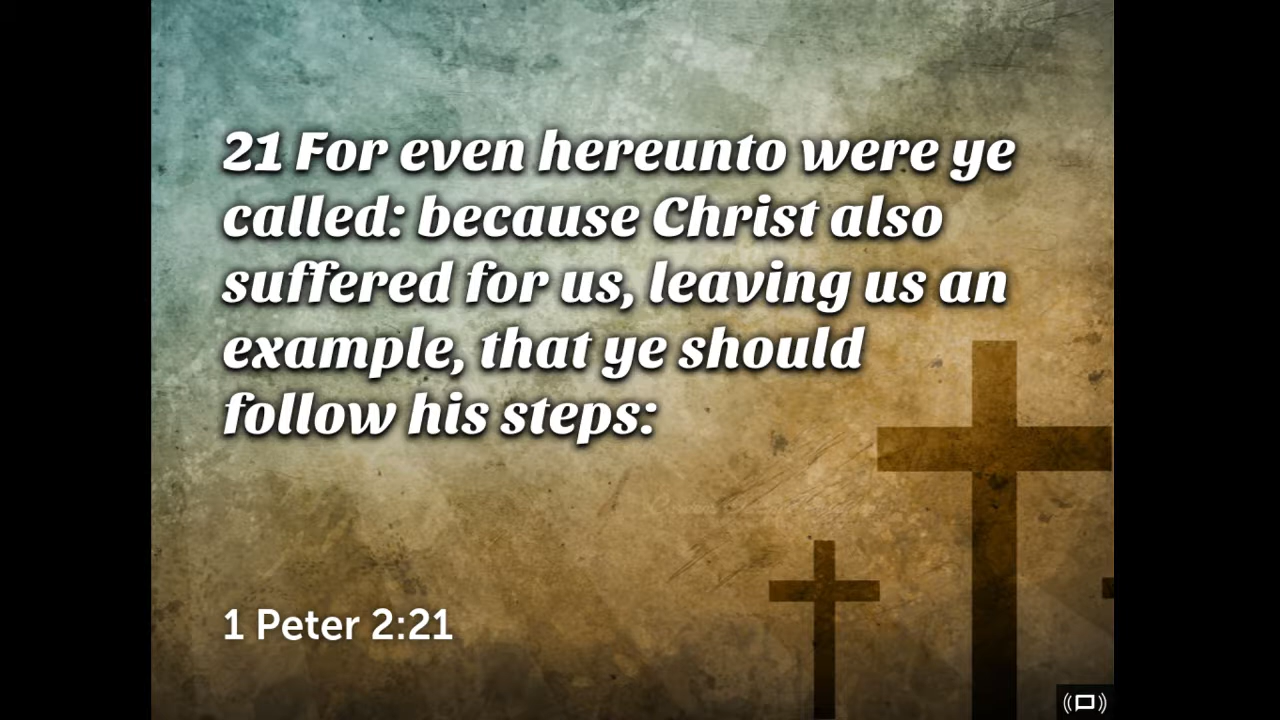 21 For even hereunto were ye
called: because Christ also
suffered for us, leaving us an
example, that ye should
follow his steps:
1 Peter 2:21